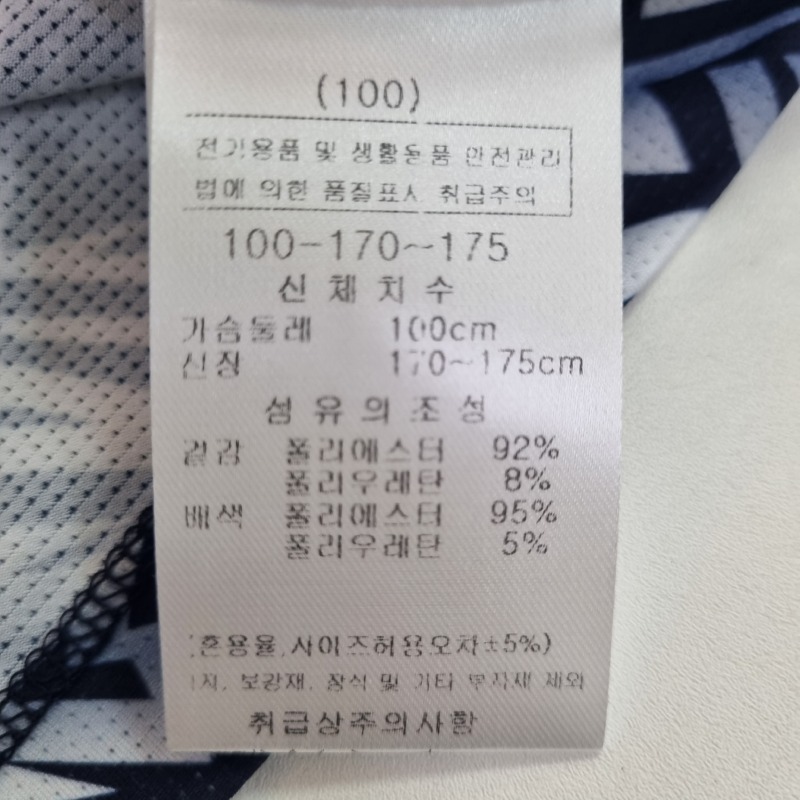 (100)
전기용품 및 생활용품 안전관리
법에 의한 품질표시 취급주의
100-170~175
신체치수
가슴둘레 100cm
신장 170~175cm
섬유의조성
겉감 폴리에스터 92%
폴리우레탄 8%
배색 폴리에스터 95%
폴리우레탄 5%
(혼용율,사이즈허용오차±5%)
보강재, 장식 및 기타 부자재 제외
취급상주의사항